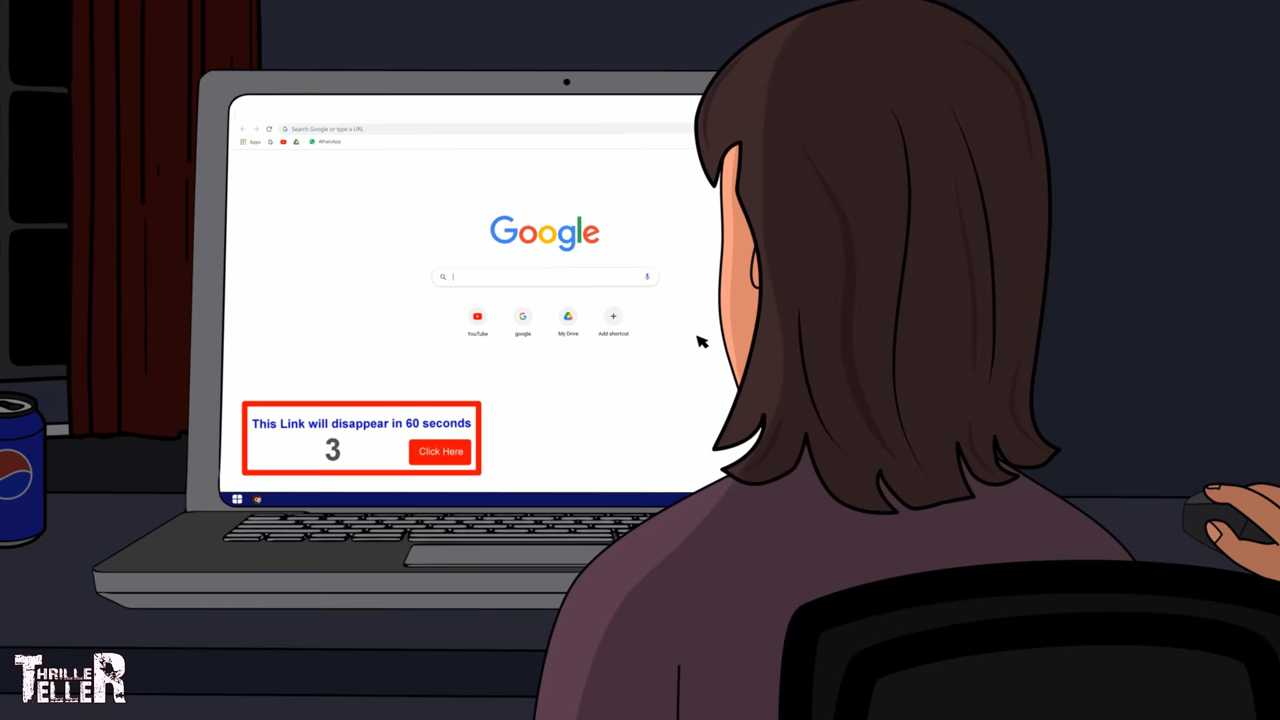 Search Google or type a URL
Apps
WhatsApp
Google
YouTube
google
My Drive
Add shortcut
This Link will disappear in 60 seconds
3
Click Here
THRILLER
TELLER